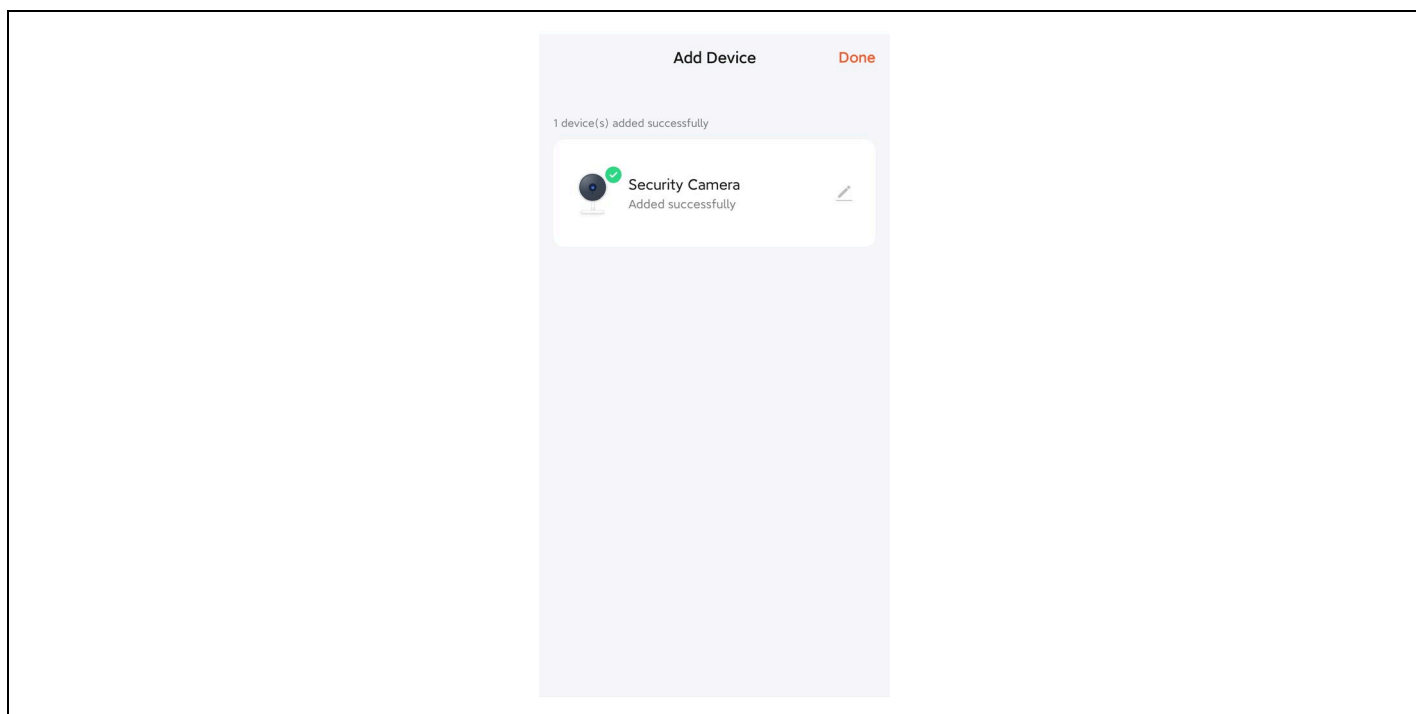 Add Device
Done
1 device(s) added successfully
Security Camera
Added successfully